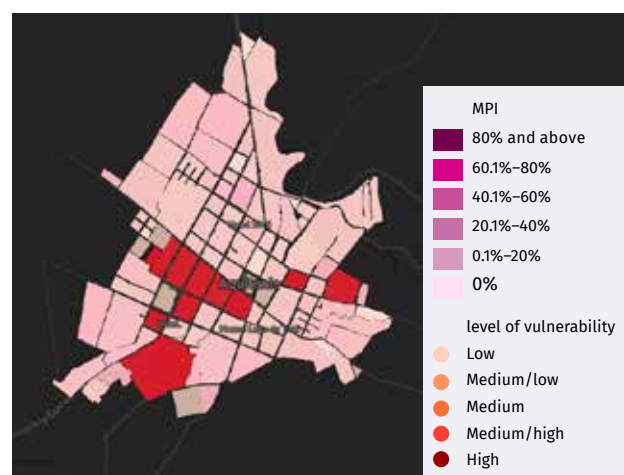 MPI
80% and above
60.1%–80%
40.1%–60%
20.1%–40%
0.1%–20%
0%
level of vulnerability
Low
Medium/low
Medium
Medium/high
High